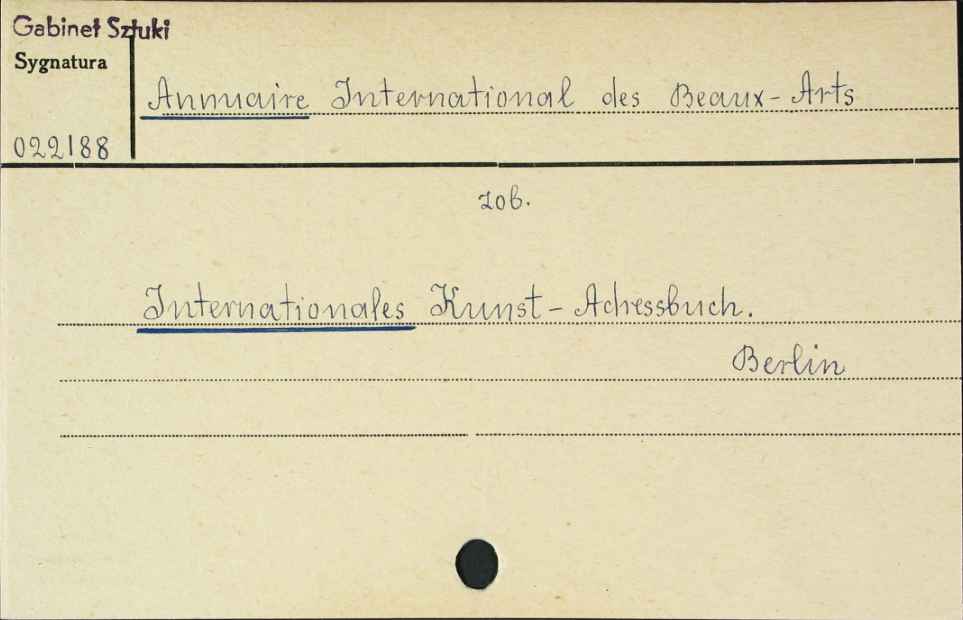 Gabinet Sztuki
Sygnatura
Annuaire International des Beaux-Arts
022188
zob.
Internationales Kunst-Adressbuch.
Berlin